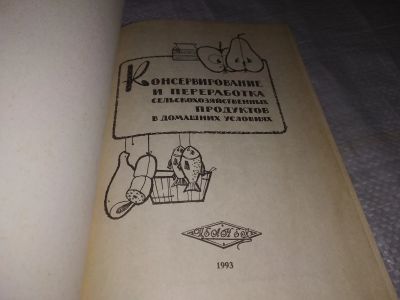 Консервирование
и переработка
сельскохозяйственных
продуктов
в домашних условиях
1993